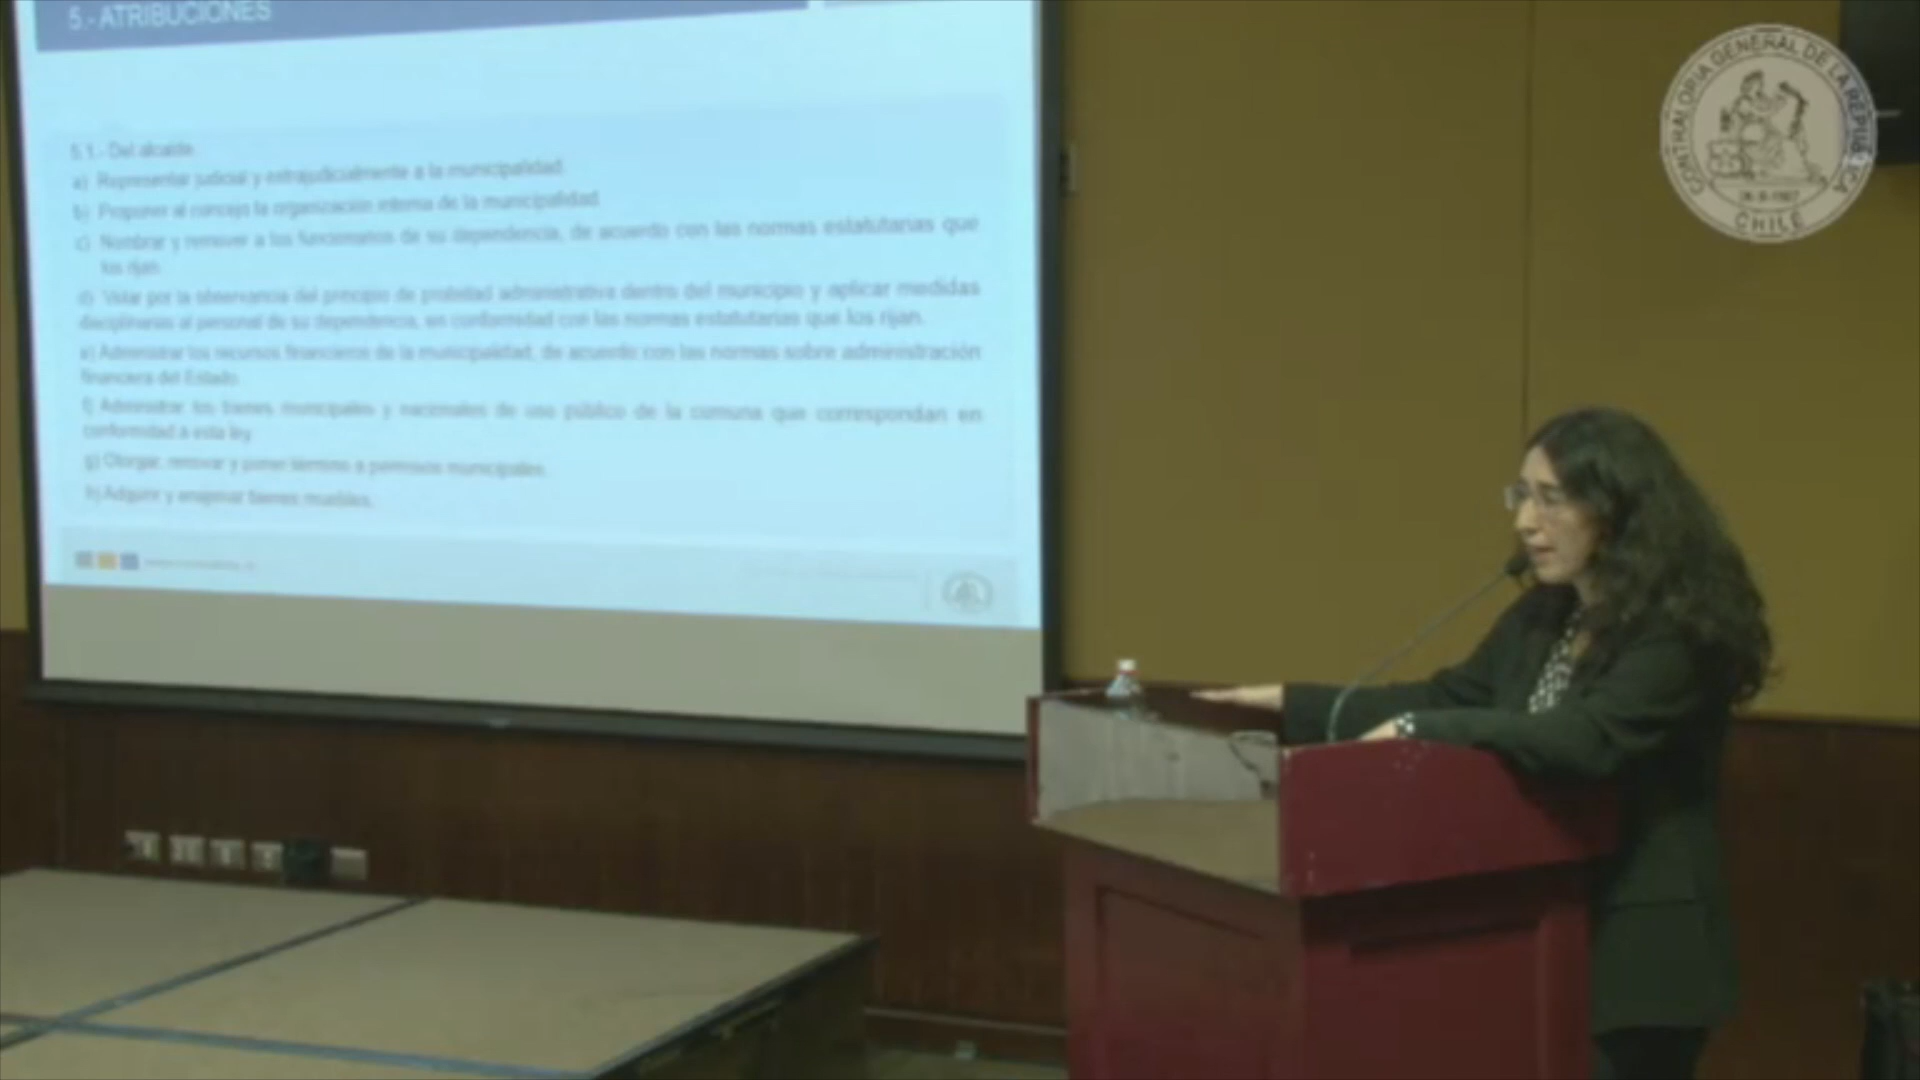 5.- ATRIBUCIONES
CONTRALORIA GENERAL DE LA REPUBLICA
CHILE
5.1.- Del alcalde.
a) Representar judicial y extrajudicialmente a la municipalidad.
b) Proponer al concejo la organización interna de la municipalidad.
c) Nombrar y remover a los funcionarios de su dependencia, de acuerdo con las normas estatutarias que
los rijan.
d) Velar por la observancia del principio de probidad administrativa dentro del municipio y aplicar medidas
disciplinarias al personal de su dependencia, en conformidad con las normas estatutarias que los rijan.
e) Administrar los recursos financieros de la municipalidad, de acuerdo con las normas sobre administración
financiera del Estado.
f) Administrar los bienes municipales y nacionales de uso público de la comuna que correspondan en
conformidad a esta ley.
g) Otorgar, renovar y poner término a permisos municipales.
h) Adquirir y enajenar bienes muebles.